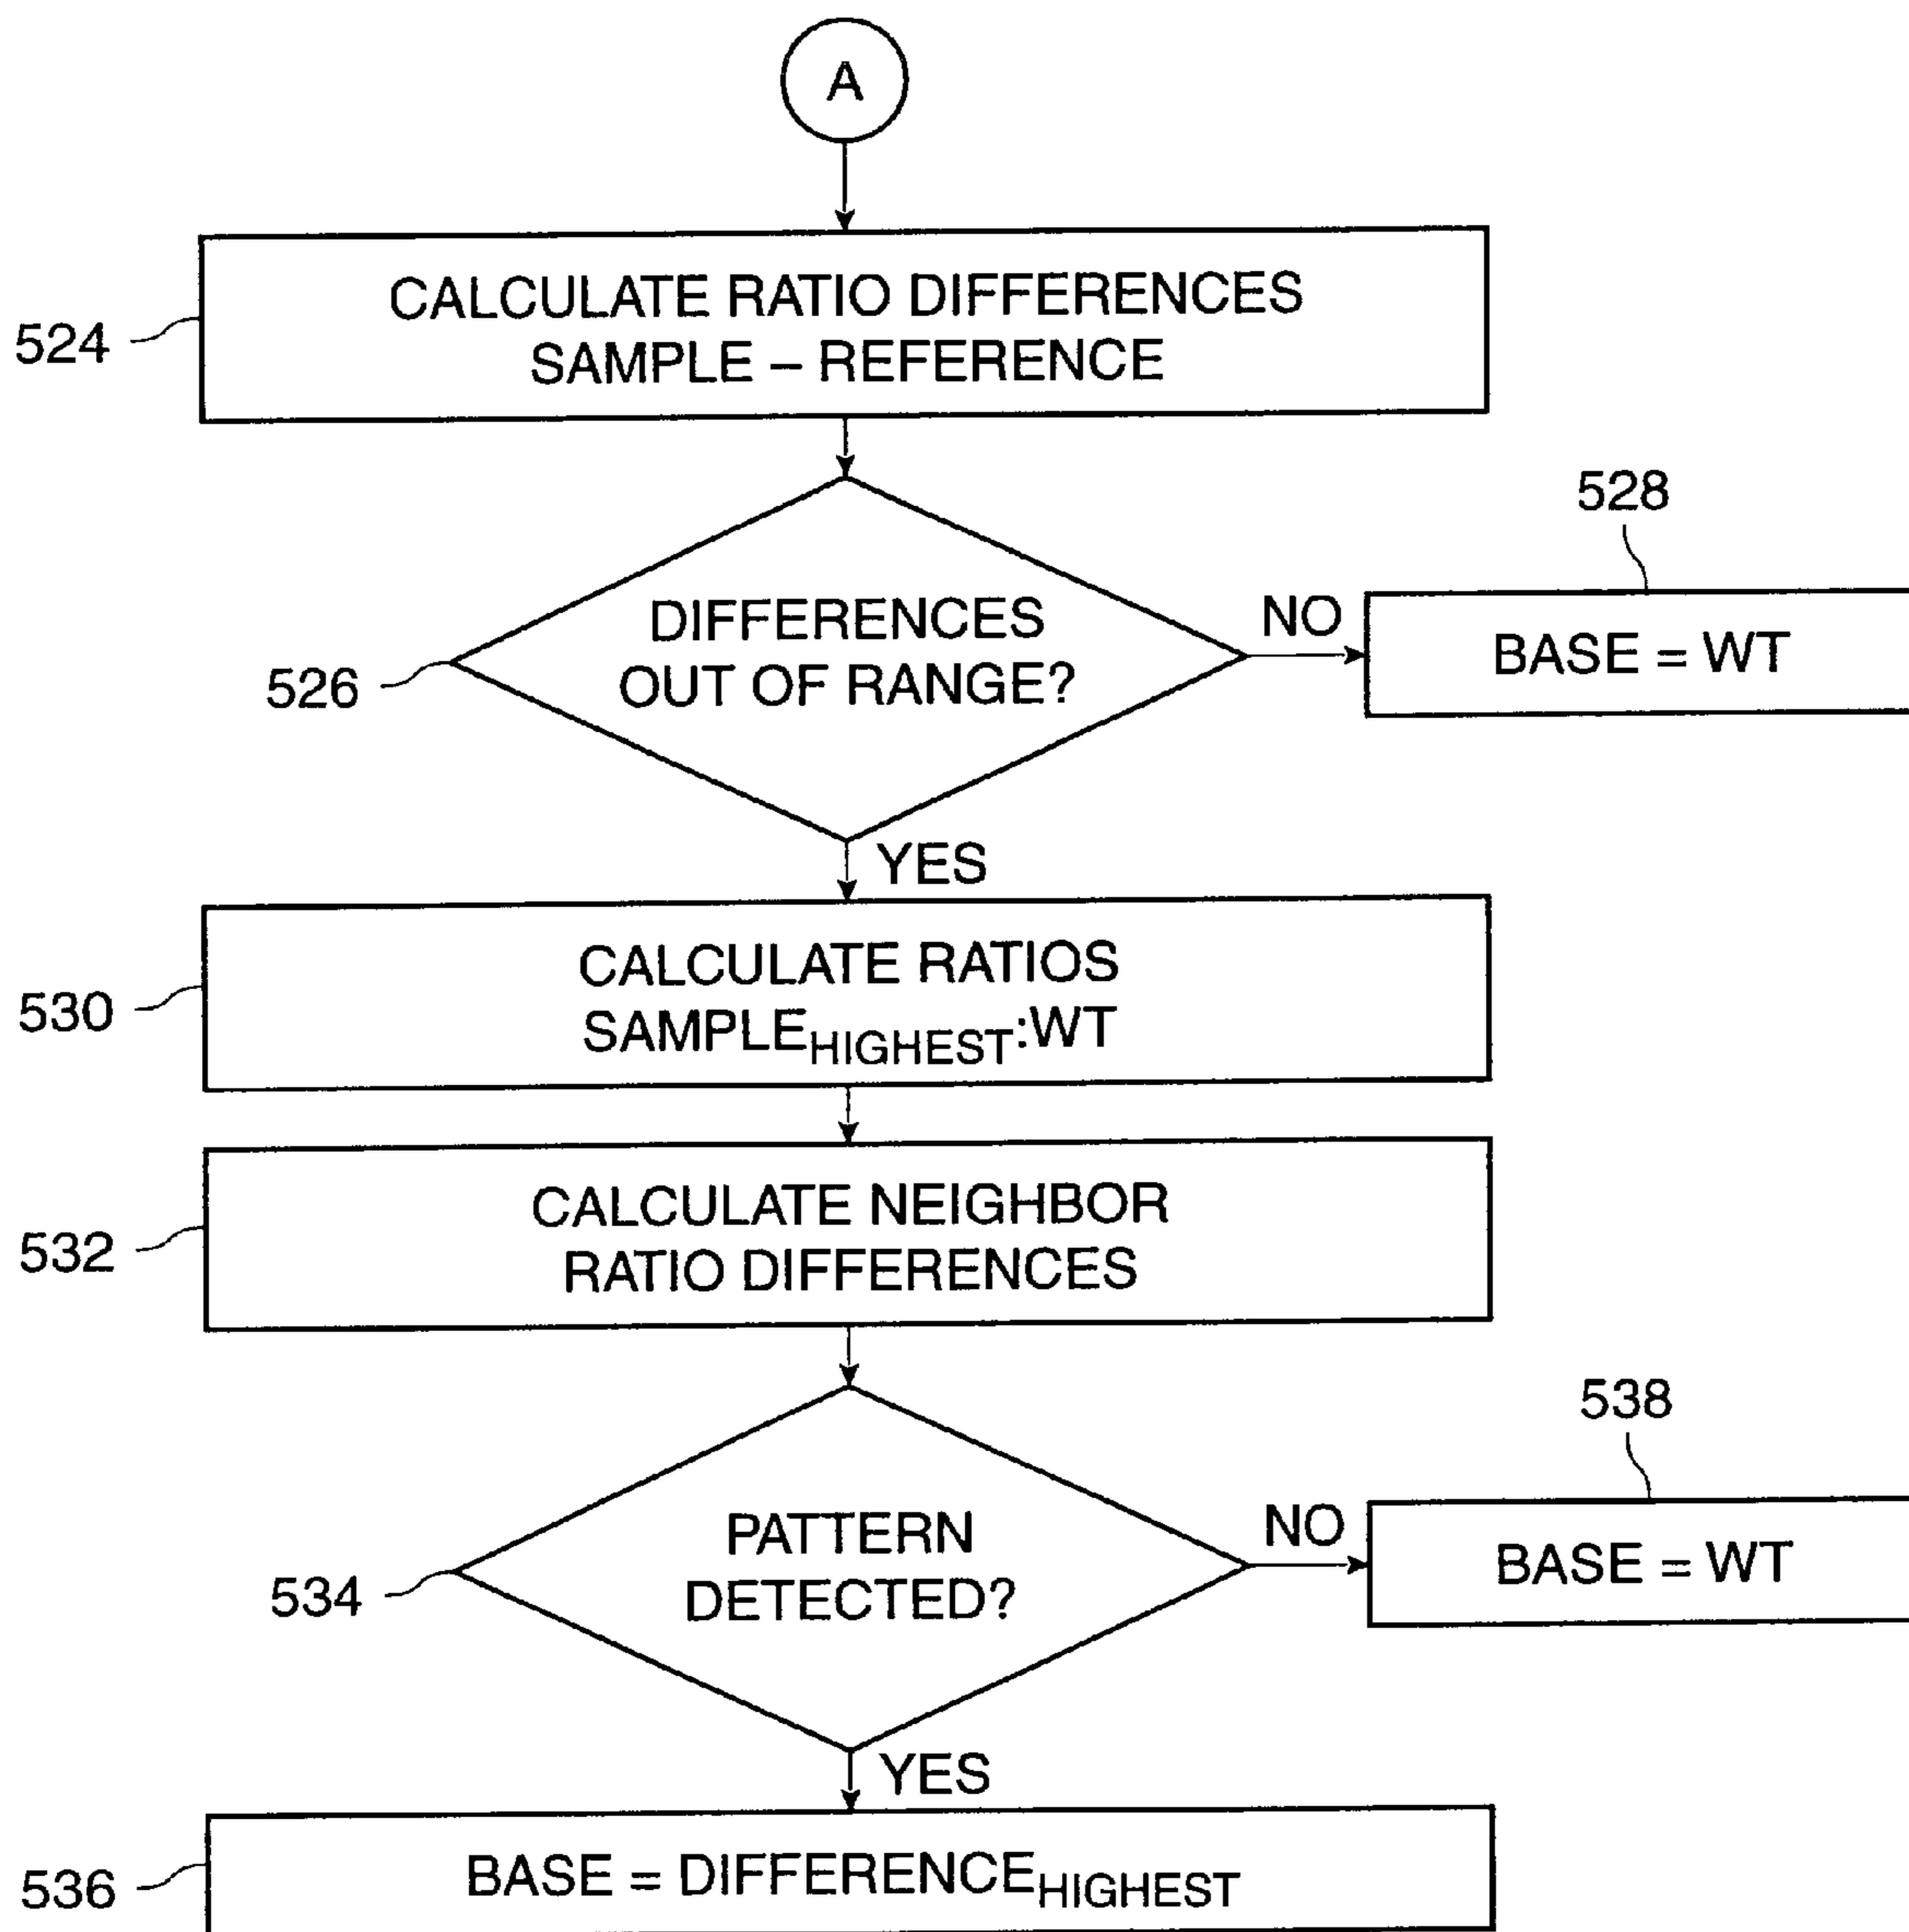 A
CALCULATE RATIO DIFFERENCES
SAMPLE – REFERENCE
524
528
DIFFERENCES
OUT OF RANGE?
NO
BASE = WT
526
YES
CALCULATE RATIOS
SAMPLEHIGHEST:WT
530
CALCULATE NEIGHBOR
RATIO DIFFERENCES
532
538
PATTERN
DETECTED?
NO
BASE = WT
534
YES
BASE = DIFFERENCEHIGHEST
536